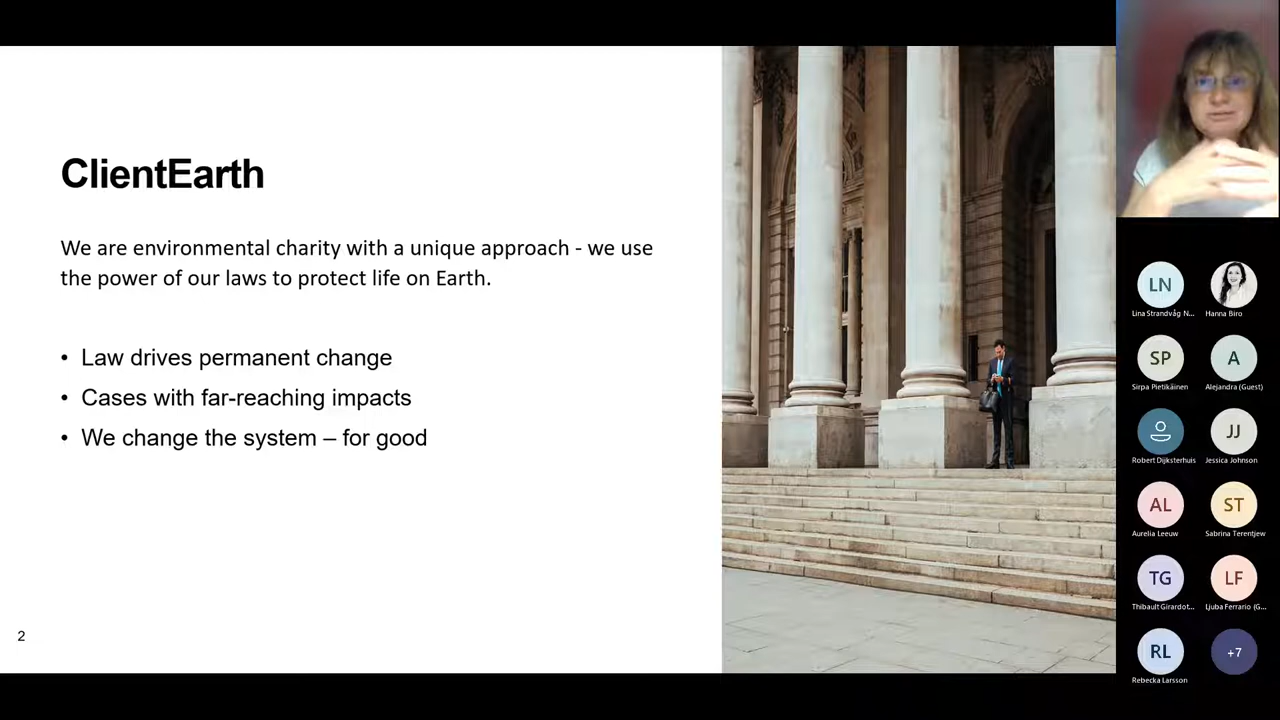 ClientEarth
We are environmental charity with a unique approach - we use
the power of our laws to protect life on Earth.
• Law drives permanent change
• Cases with far-reaching impacts
• We change the system – for good
2
LN
Lina Strandvåg N...
Hanna Biro
SP
Sirpa Pietikäinen
A
Alejandra (Guest)
Robert Dijksterhuis
JJ
Jessica Johnson
AL
Aurelia Leeuw
ST
Sabrina Terentjew
TG
Thibault Girardot...
LF
Ljuba Ferrario (G...
RL
Rebecka Larsson
+7